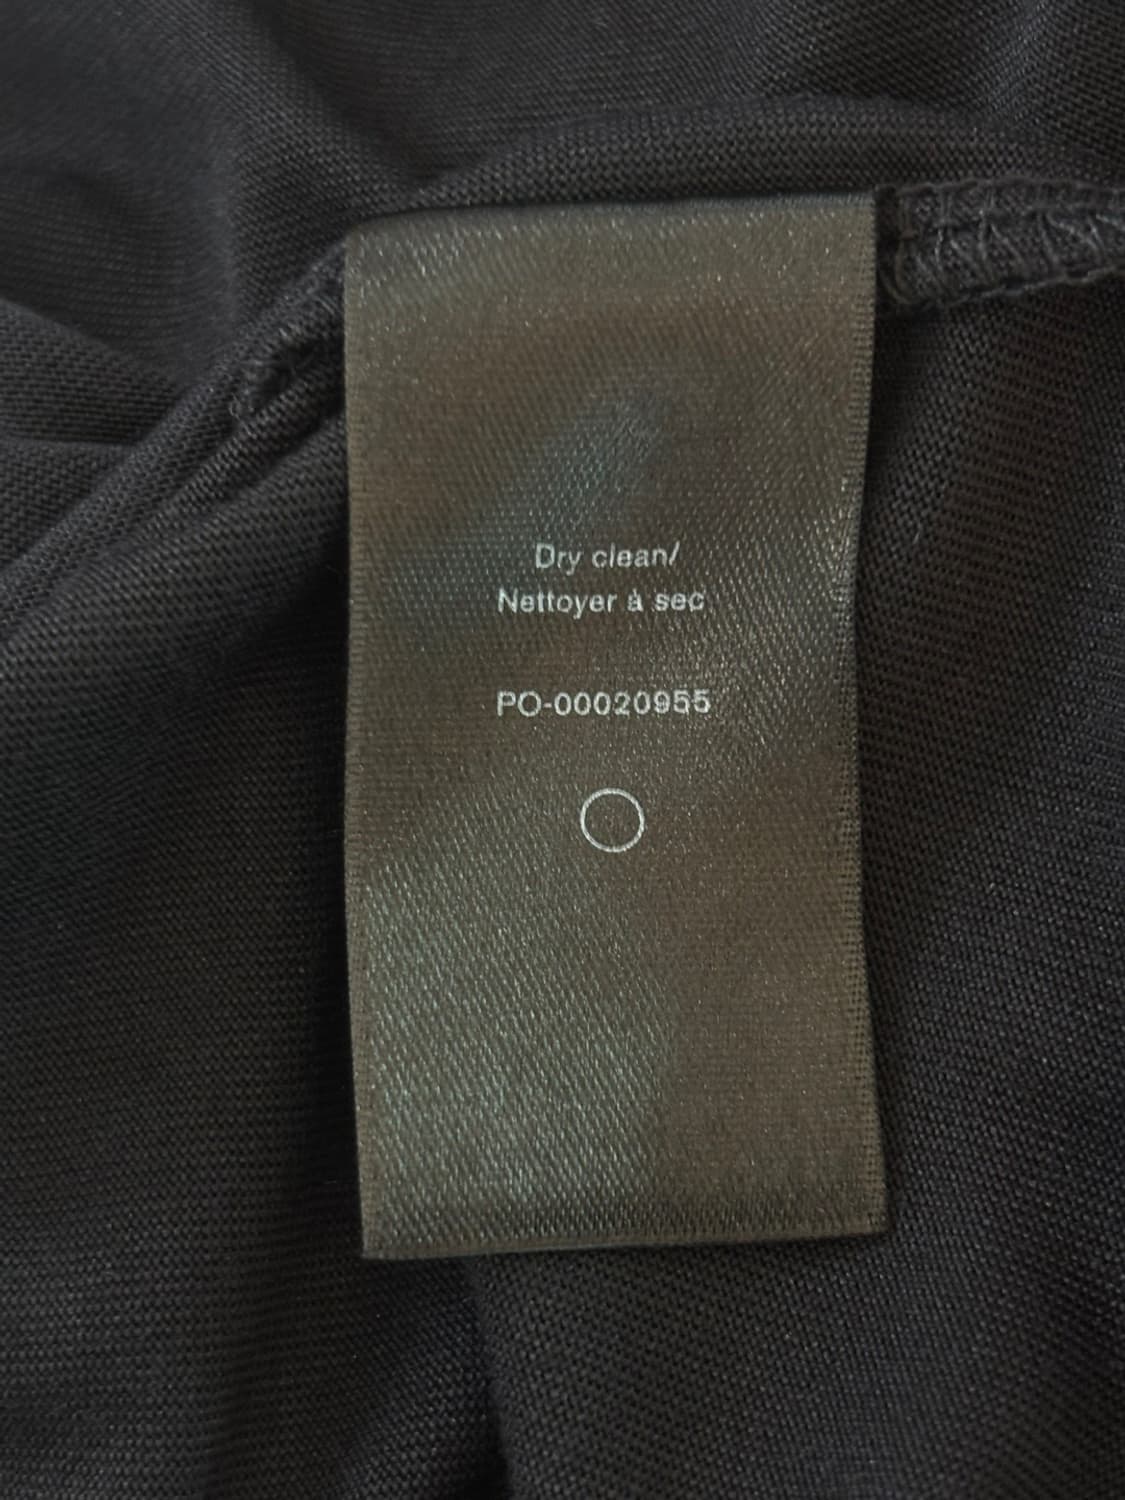 Dry clean/
Nettoyer à sec
PO-00020955